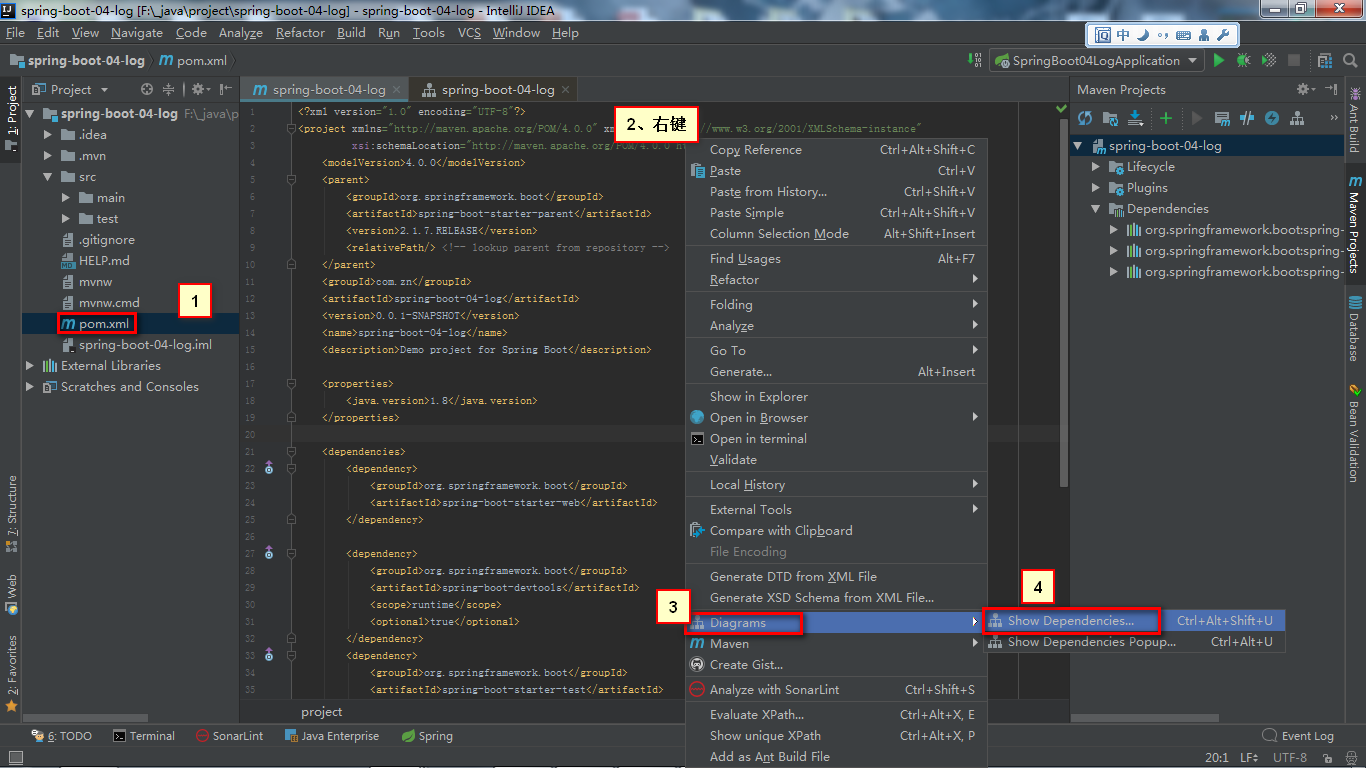 spring-boot-04-log [F:\_java\project\spring-boot-04-log] - spring-boot-04-log - IntelliJ IDEA
File Edit View Navigate Code Analyze Refactor Build Run Tools VCS Window Help
中
spring-boot-04-log pom.xml
SpringBoot04LogApplication
1: Project
7: Structure
Web
2: Favorites
Project
spring-boot-04-log F:\_java\p
.idea
.mvn
src
main
test
.gitignore
HELP.md
mvnw
mvnw.cmd
1
pom.xml
spring-boot-04-log.iml
External Libraries
Scratches and Consoles
spring-boot-04-log
spring-boot-04-log
1 <?xml version="1.0" encoding="UTF-8"?>
2 <project xmlns="http://maven.apache.org/POM/4.0.0" xm //www.w3.org/2001/XMLSchema-instance"
3 xsi:schemaLocation="http://maven.apache.org/POM/4.0.0 h
4 <modelVersion>4.0.0</modelVersion>
5 <parent>
6 <groupId>org.springframework.boot</groupId>
7 <artifactId>spring-boot-starter-parent</artifactId>
8 <version>2.1.7.RELEASE</version>
9 <relativePath/> <!-- lookup parent from repository -->
10 </parent>
11 <groupId>com.zn</groupId>
12 <artifactId>spring-boot-04-log</artifactId>
13 <version>0.0.1-SNAPSHOT</version>
14 <name>spring-boot-04-log</name>
15 <description>Demo project for Spring Boot</description>
16
17 <properties>
18 <java.version>1.8</java.version>
19 </properties>
20
21 <dependencies>
22 <dependency>
23 <groupId>org.springframework.boot</groupId>
24 <artifactId>spring-boot-starter-web</artifactId>
25 </dependency>
26
27 <dependency>
28 <groupId>org.springframework.boot</groupId>
29 <artifactId>spring-boot-devtools</artifactId>
30 <scope>runtime</scope>
31 <optional>true</optional>
32 </dependency>
33 <dependency>
34 <groupId>org.springframework.boot</groupId>
35 <artifactId>spring-boot-starter-test</artifactId>
project
2、右键
Copy Reference Ctrl+Alt+Shift+C
Paste Ctrl+V
Paste from History... Ctrl+Shift+V
Paste Simple Ctrl+Alt+Shift+V
Column Selection Mode Alt+Shift+Insert
Find Usages Alt+F7
Refactor
Folding
Analyze
Go To
Generate... Alt+Insert
Show in Explorer
Open in Browser
Open in terminal
Validate
Local History
External Tools
Compare with Clipboard
File Encoding
Generate DTD from XML File
Generate XSD Schema from XML File...
3
Diagrams
Maven
Create Gist...
Analyze with SonarLint Ctrl+Shift+S
Evaluate XPath... Ctrl+Alt+X, E
Show unique XPath Ctrl+Alt+X, P
Add as Ant Build File
4
Show Dependencies... Ctrl+Alt+Shift+U
Show Dependencies Popup... Ctrl+Alt+U
Maven Projects
spring-boot-04-log
Lifecycle
Plugins
Dependencies
org.springframework.boot:spring-
org.springframework.boot:spring-
org.springframework.boot:spring-
Ant Build
Maven Projects
Database
Bean Validation
6: TODO Terminal SonarLint Java Enterprise Spring Event Log
20:1 LF UTF-8